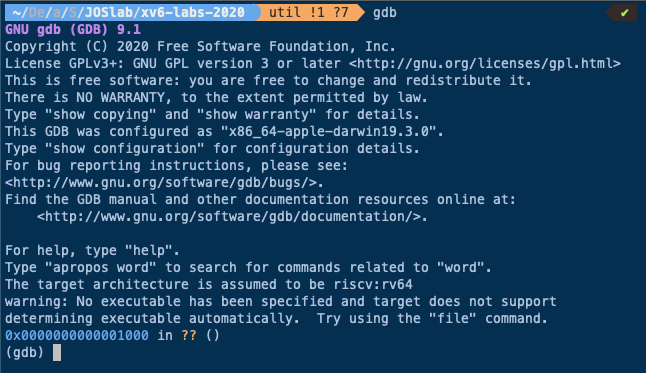 ~/De/a/S/JOSlab/xv6-labs-2020 util !1 ?7 gdb ✔
GNU gdb (GDB) 9.1
Copyright (C) 2020 Free Software Foundation, Inc.
License GPLv3+: GNU GPL version 3 or later <http://gnu.org/licenses/gpl.html>
This is free software: you are free to change and redistribute it.
There is NO WARRANTY, to the extent permitted by law.
Type "show copying" and "show warranty" for details.
This GDB was configured as "x86_64-apple-darwin19.3.0".
Type "show configuration" for configuration details.
For bug reporting instructions, please see:
<http://www.gnu.org/software/gdb/bugs/>.
Find the GDB manual and other documentation resources online at:
    <http://www.gnu.org/software/gdb/documentation/>.

For help, type "help".
Type "apropos word" to search for commands related to "word".
The target architecture is assumed to be riscv:rv64
warning: No executable has been specified and target does not support
determining executable automatically.  Try using the "file" command.
0x0000000000001000 in ?? ()
(gdb)